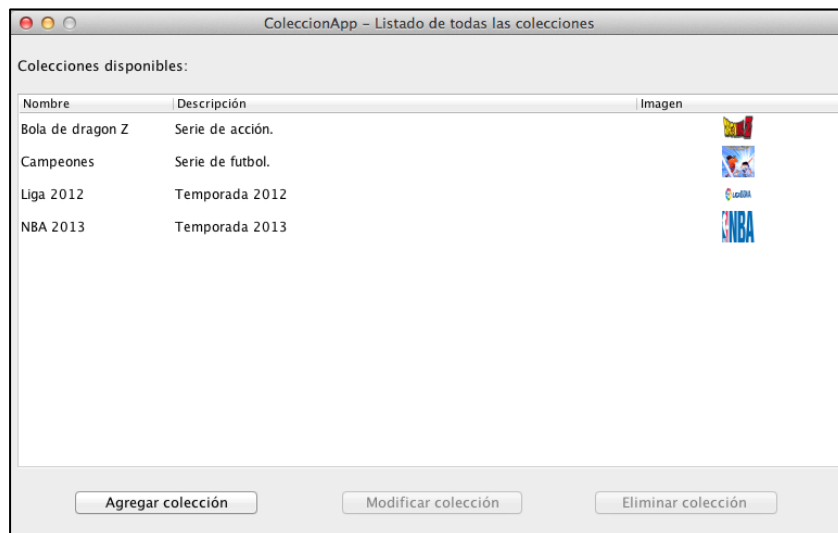 ColeccionApp – Listado de todas las colecciones
Colecciones disponibles:
Nombre Descripción Imagen
Bola de dragon Z Serie de acción.
Campeones Serie de futbol.
Liga 2012 Temporada 2012
NBA 2013 Temporada 2013 NBA
Agregar colección Modificar colección Eliminar colección